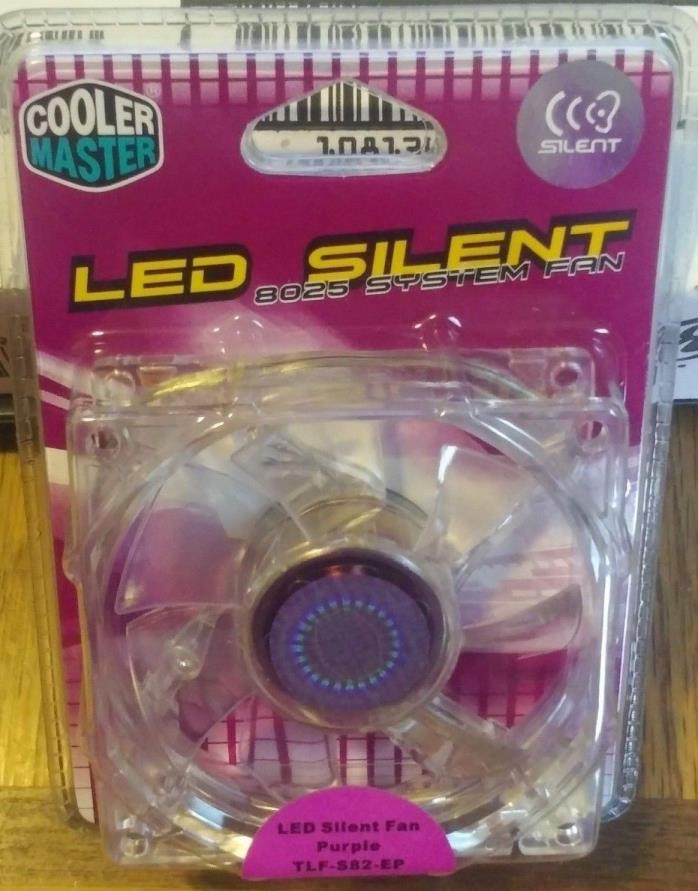 COOLER
MASTER
®
SILENT
LED SILENT
8025 SYSTEM FAN
LED Silent Fan
Purple
TLF-S82-EP